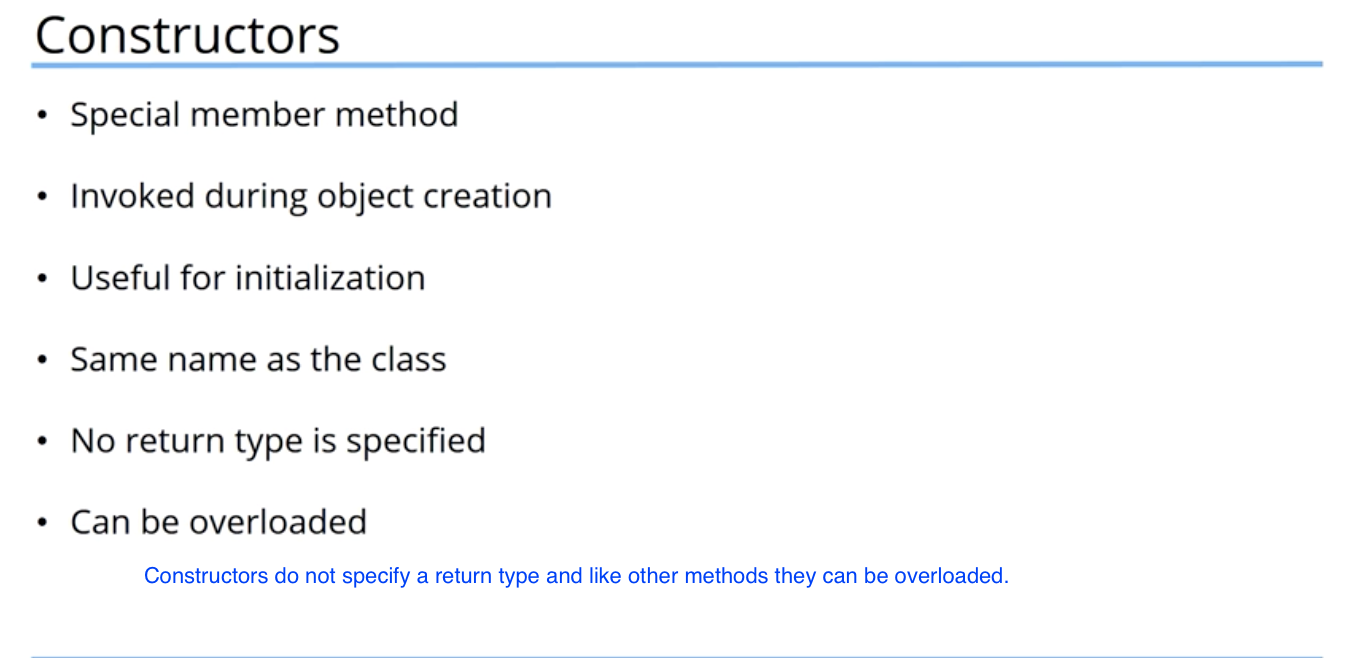 Constructors
• Special member method
• Invoked during object creation
• Useful for initialization
• Same name as the class
• No return type is specified
• Can be overloaded
Constructors do not specify a return type and like other methods they can be overloaded.